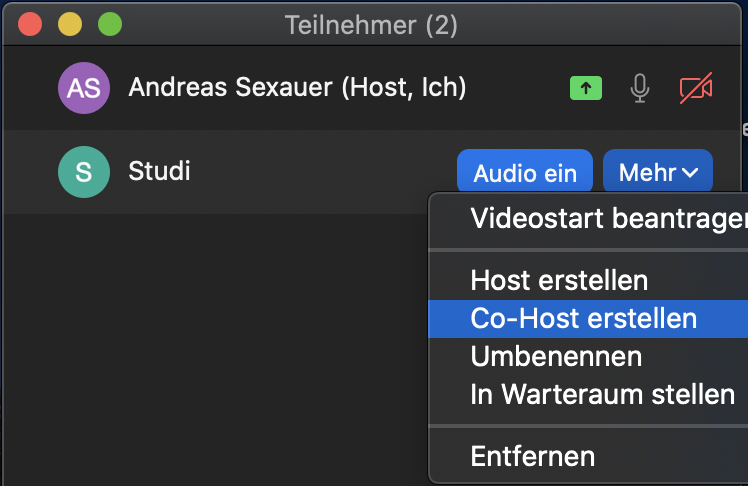 Teilnehmer (2)
AS Andreas Sexauer (Host, Ich)
S Studi Audio ein Mehr
Videostart beantragen
Host erstellen
Co-Host erstellen
Umbenennen
In Warteraum stellen
Entfernen